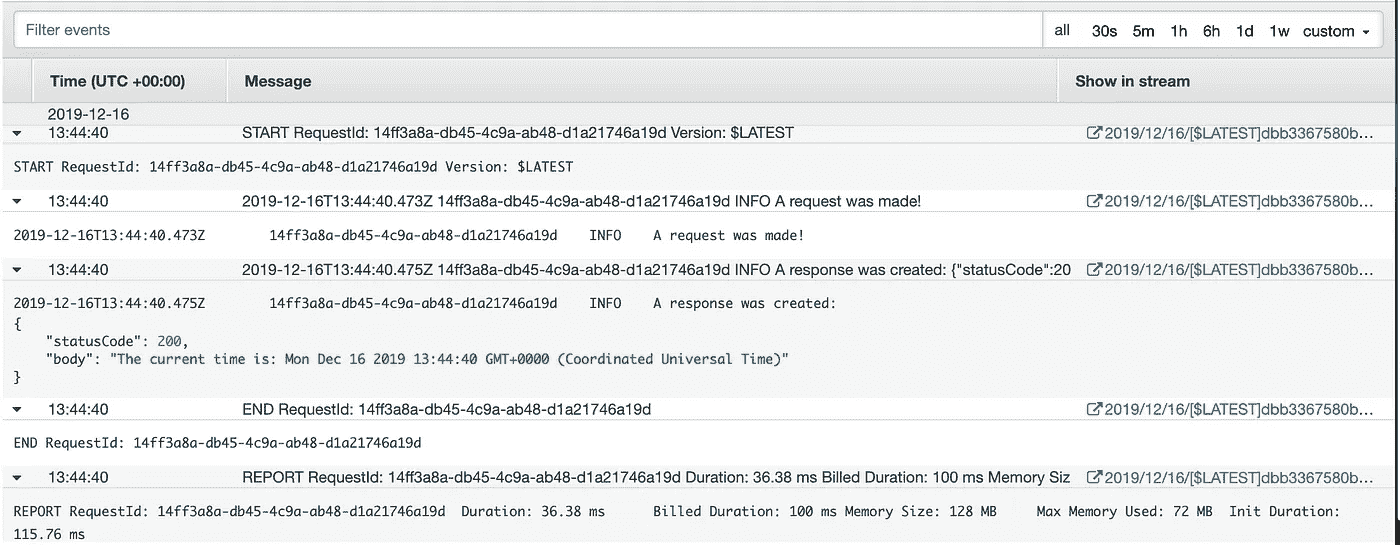 Filter events all 30s 5m 1h 6h 1d 1w custom
Time (UTC +00:00) Message Show in stream
2019-12-16
13:44:40 START RequestId: 14ff3a8a-db45-4c9a-ab48-d1a21746a19d Version: $LATEST 2019/12/16/[$LATEST]dbb3367580b...
START RequestId: 14ff3a8a-db45-4c9a-ab48-d1a21746a19d Version: $LATEST
13:44:40 2019-12-16T13:44:40.473Z 14ff3a8a-db45-4c9a-ab48-d1a21746a19d INFO A request was made! 2019/12/16/[$LATEST]dbb3367580b...
2019-12-16T13:44:40.473Z 14ff3a8a-db45-4c9a-ab48-d1a21746a19d INFO A request was made!
13:44:40 2019-12-16T13:44:40.475Z 14ff3a8a-db45-4c9a-ab48-d1a21746a19d INFO A response was created: {"statusCode":20 2019/12/16/[$LATEST]dbb3367580b...
2019-12-16T13:44:40.475Z 14ff3a8a-db45-4c9a-ab48-d1a21746a19d INFO A response was created:
{
"statusCode": 200,
"body": "The current time is: Mon Dec 16 2019 13:44:40 GMT+0000 (Coordinated Universal Time)"
}
13:44:40 END RequestId: 14ff3a8a-db45-4c9a-ab48-d1a21746a19d 2019/12/16/[$LATEST]dbb3367580b...
END RequestId: 14ff3a8a-db45-4c9a-ab48-d1a21746a19d
13:44:40 REPORT RequestId: 14ff3a8a-db45-4c9a-ab48-d1a21746a19d Duration: 36.38 ms Billed Duration: 100 ms Memory Siz 2019/12/16/[$LATEST]dbb3367580b...
REPORT RequestId: 14ff3a8a-db45-4c9a-ab48-d1a21746a19d Duration: 36.38 ms Billed Duration: 100 ms Memory Size: 128 MB Max Memory Used: 72 MB Init Duration:
115.76 ms